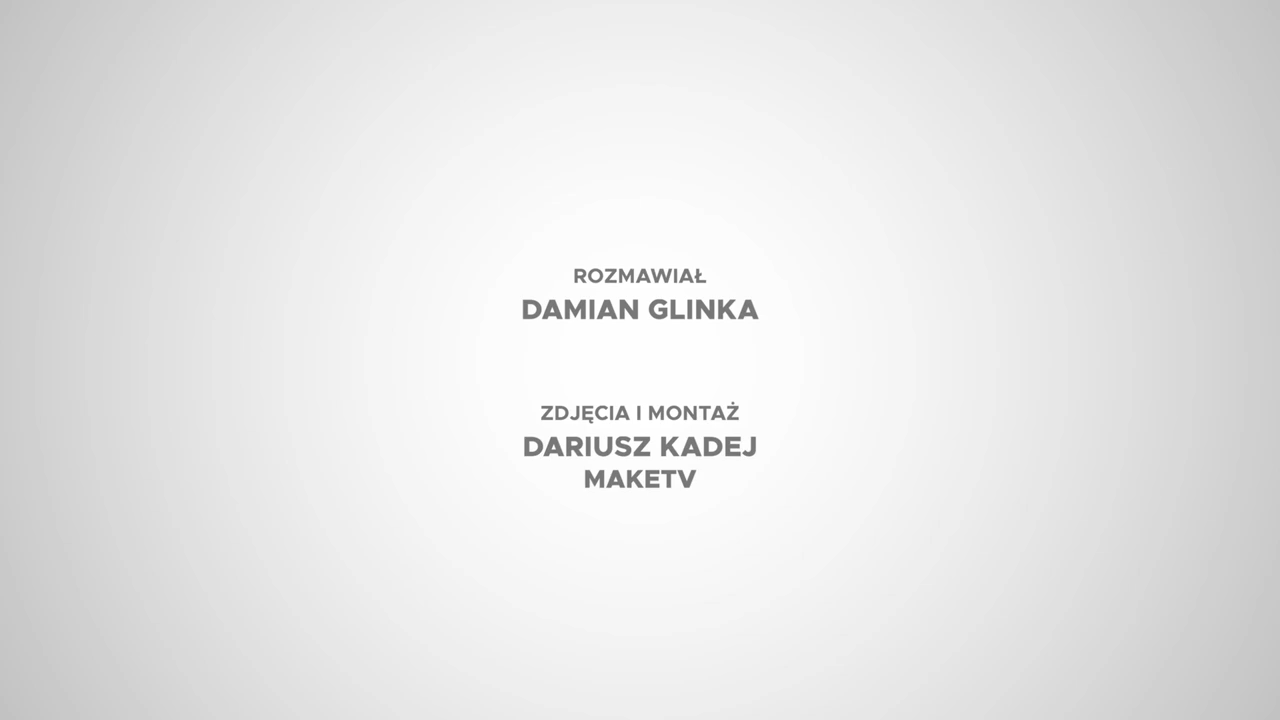 ROZMAWIAŁ
DAMIAN GLINKA
ZDJĘCIA I MONTAŻ
DARIUSZ KADEJ
MAKETV